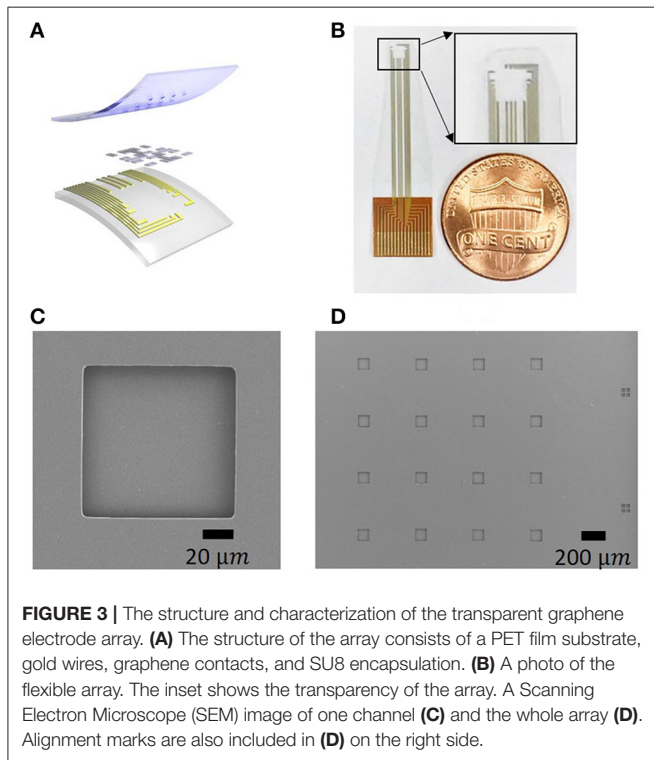 A
B
UNITED STATES OF AMERICA
E PLURIBUS UNUM
ONE CENT
C
D
20 μm
200 μm
FIGURE 3 | The structure and characterization of the transparent graphene
electrode array. (A) The structure of the array consists of a PET film substrate,
gold wires, graphene contacts, and SU8 encapsulation. (B) A photo of the
flexible array. The inset shows the transparency of the array. A Scanning
Electron Microscope (SEM) image of one channel (C) and the whole array (D).
Alignment marks are also included in (D) on the right side.